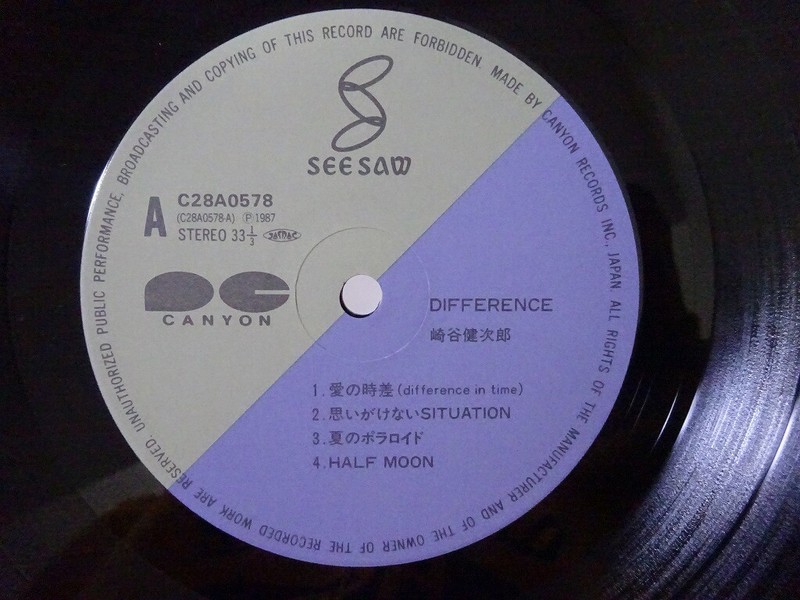 UNAUTHORIZED PUBLIC PERFORMANCE, BROADCASTING AND COPYING OF THIS RECORD ARE FORBIDDEN. MADE BY CANYON RECORDS INC., JAPAN. ALL RIGHTS OF THE MANUFACTURER AND OF THE OWNER OF THE RECORDED WORK ARE RESERVED.
SEE SAW
A
C28A0578
(C28A0578-A) Ⓟ 1987
STEREO 33⅓ JASRAC
PC
CANYON
DIFFERENCE
崎谷健次郎
1.愛の時差(difference in time)
2.思いがけないSITUATION
3.夏のポラロイド
4.HALF MOON